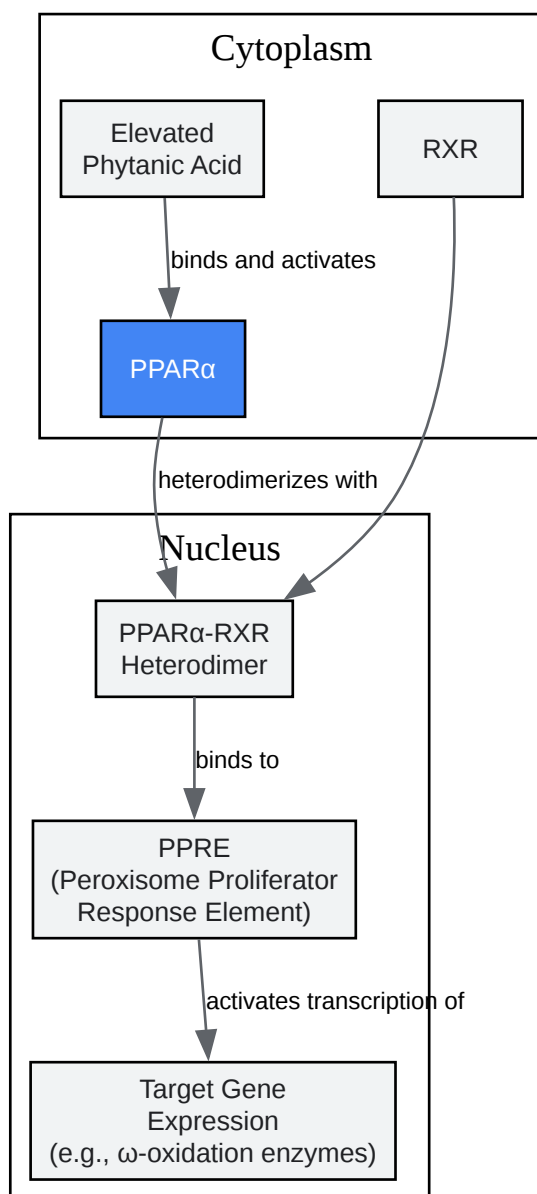 Cytoplasm
Elevated
Phytanic Acid
RXR
binds and activates
PPARα
heterodimerizes with
Nucleus
PPARα-RXR
Heterodimer
binds to
PPRE
(Peroxisome Proliferator
Response Element)
activates transcription of
Target Gene
Expression
(e.g., ω-oxidation enzymes)